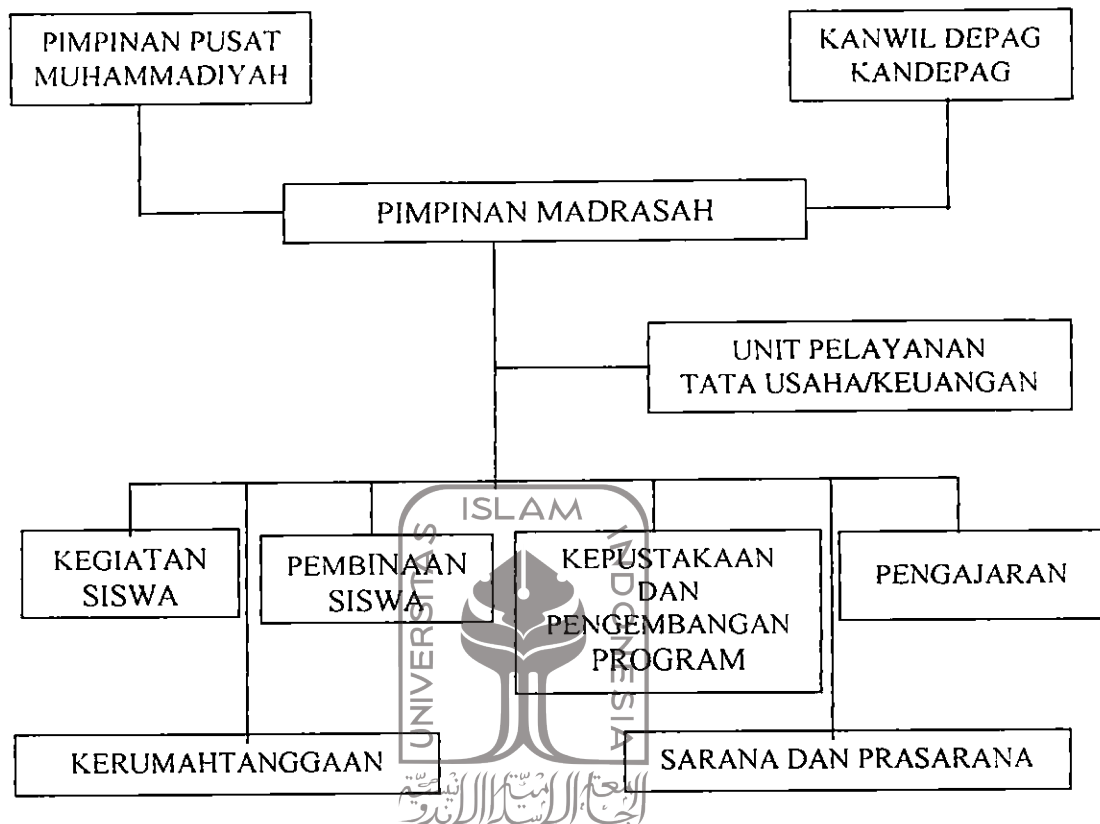 PIMPINAN PUSAT
MUHAMMADIYAH
KANWIL DEPAG
KANDEPAG
PIMPINAN MADRASAH
UNIT PELAYANAN
TATA USAHA/KEUANGAN
KEGIATAN
SISWA
PEMBINAAN
SISWA
KEPUSTAKAAN
DAN
PENGEMBANGAN
PROGRAM
PENGAJARAN
KERUMAHTANGGAAN
SARANA DAN PRASARANA
UNIVERSITAS
ISLAM
INDONESIA